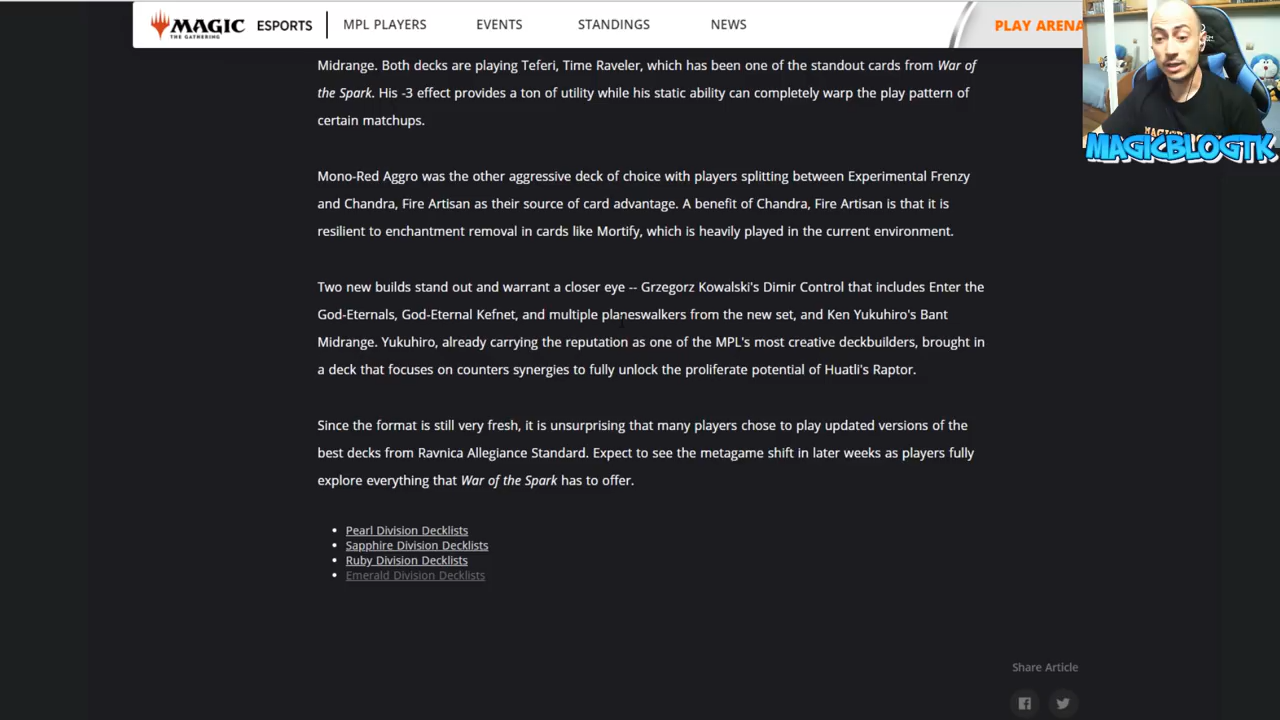 MAGIC
THE GATHERING
ESPORTS
MPL PLAYERS
EVENTS
STANDINGS
NEWS
PLAY ARENA
Midrange. Both decks are playing Teferi, Time Raveler, which has been one of the standout cards from War of
the Spark. His -3 effect provides a ton of utility while his static ability can completely warp the play pattern of
certain matchups.
Mono-Red Aggro was the other aggressive deck of choice with players splitting between Experimental Frenzy
and Chandra, Fire Artisan as their source of card advantage. A benefit of Chandra, Fire Artisan is that it is
resilient to enchantment removal in cards like Mortify, which is heavily played in the current environment.
Two new builds stand out and warrant a closer eye -- Grzegorz Kowalski's Dimir Control that includes Enter the
God-Eternals, God-Eternal Kefnet, and multiple planeswalkers from the new set, and Ken Yukuhiro's Bant
Midrange. Yukuhiro, already carrying the reputation as one of the MPL's most creative deckbuilders, brought in
a deck that focuses on counters synergies to fully unlock the proliferate potential of Huatli's Raptor.
Since the format is still very fresh, it is unsurprising that many players chose to play updated versions of the
best decks from Ravnica Allegiance Standard. Expect to see the metagame shift in later weeks as players fully
explore everything that War of the Spark has to offer.
Pearl Division Decklists
Sapphire Division Decklists
Ruby Division Decklists
Emerald Division Decklists
Share Article
MAGICBLOGTK